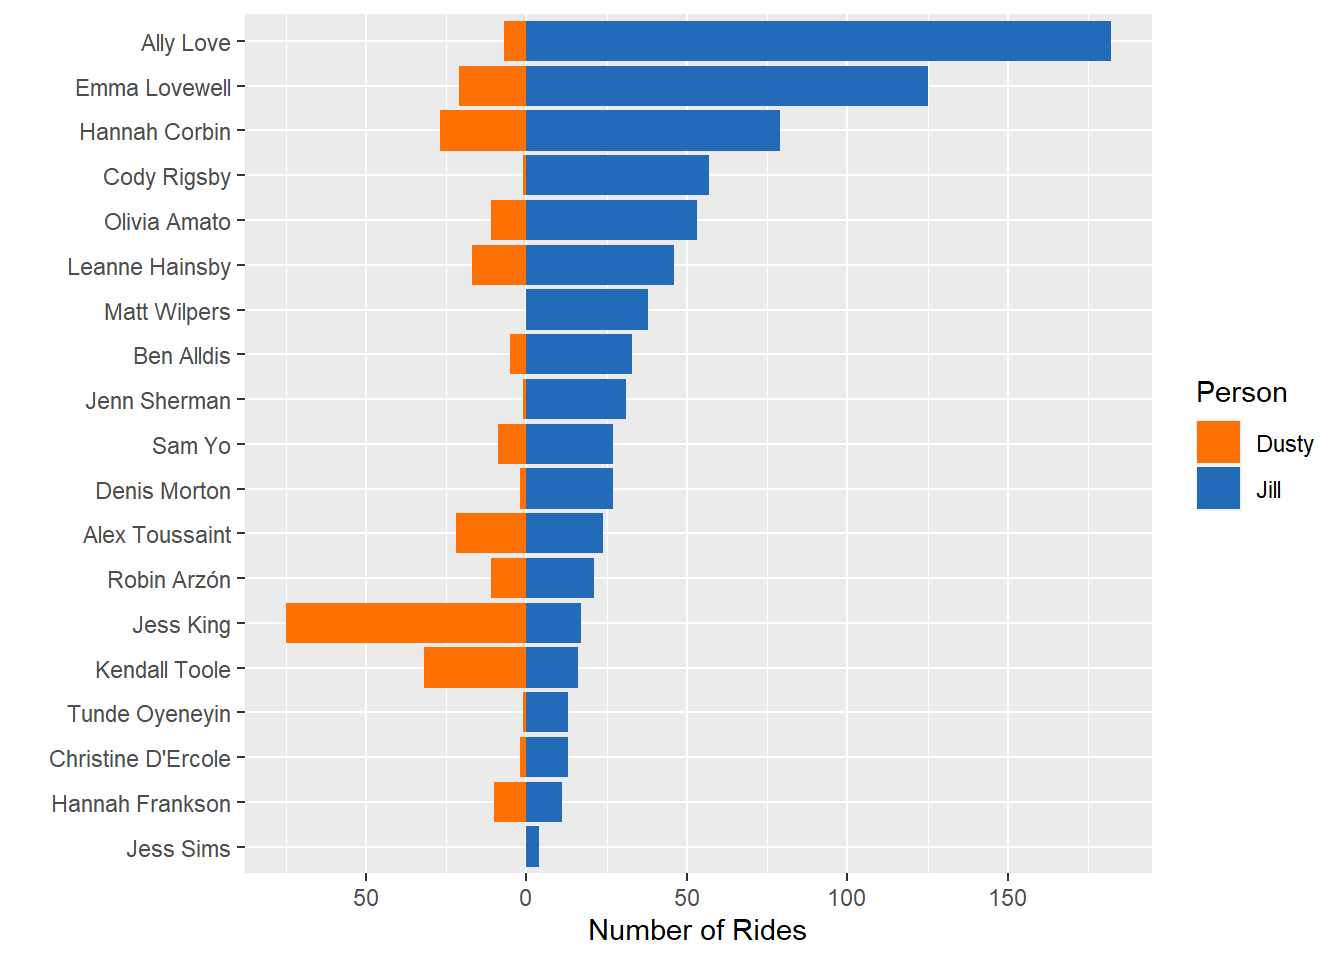 Ally Love
Emma Lovewell
Hannah Corbin
Cody Rigsby
Olivia Amato
Leanne Hainsby
Matt Wilpers
Ben Alldis
Jenn Sherman
Sam Yo
Denis Morton
Alex Toussaint
Robin Arzón
Jess King
Kendall Toole
Tunde Oyeneyin
Christine D'Ercole
Hannah Frankson
Jess Sims
50 0 50 100 150
Number of Rides
Person
Dusty
Jill